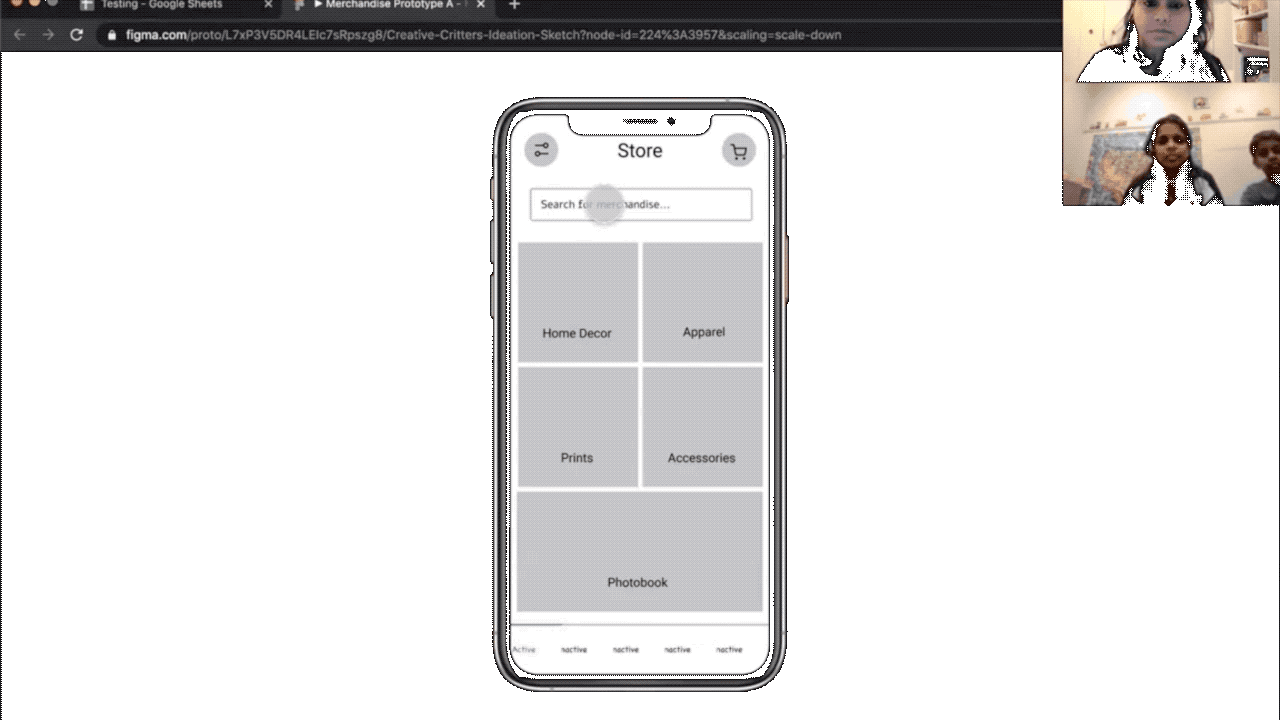 Testing - Google Sheets
Merchandise Prototype A -
figma.com/proto/L7xP3V5DR4LEIc7sRpszg8/Creative-Critters-Ideation-Sketch?node-id=224%3A3957&scaling=scale-down
Store
Search for merchandise...
Home Decor
Apparel
Prints
Accessories
Photobook
Active
nactive
nactive
nactive
nactive